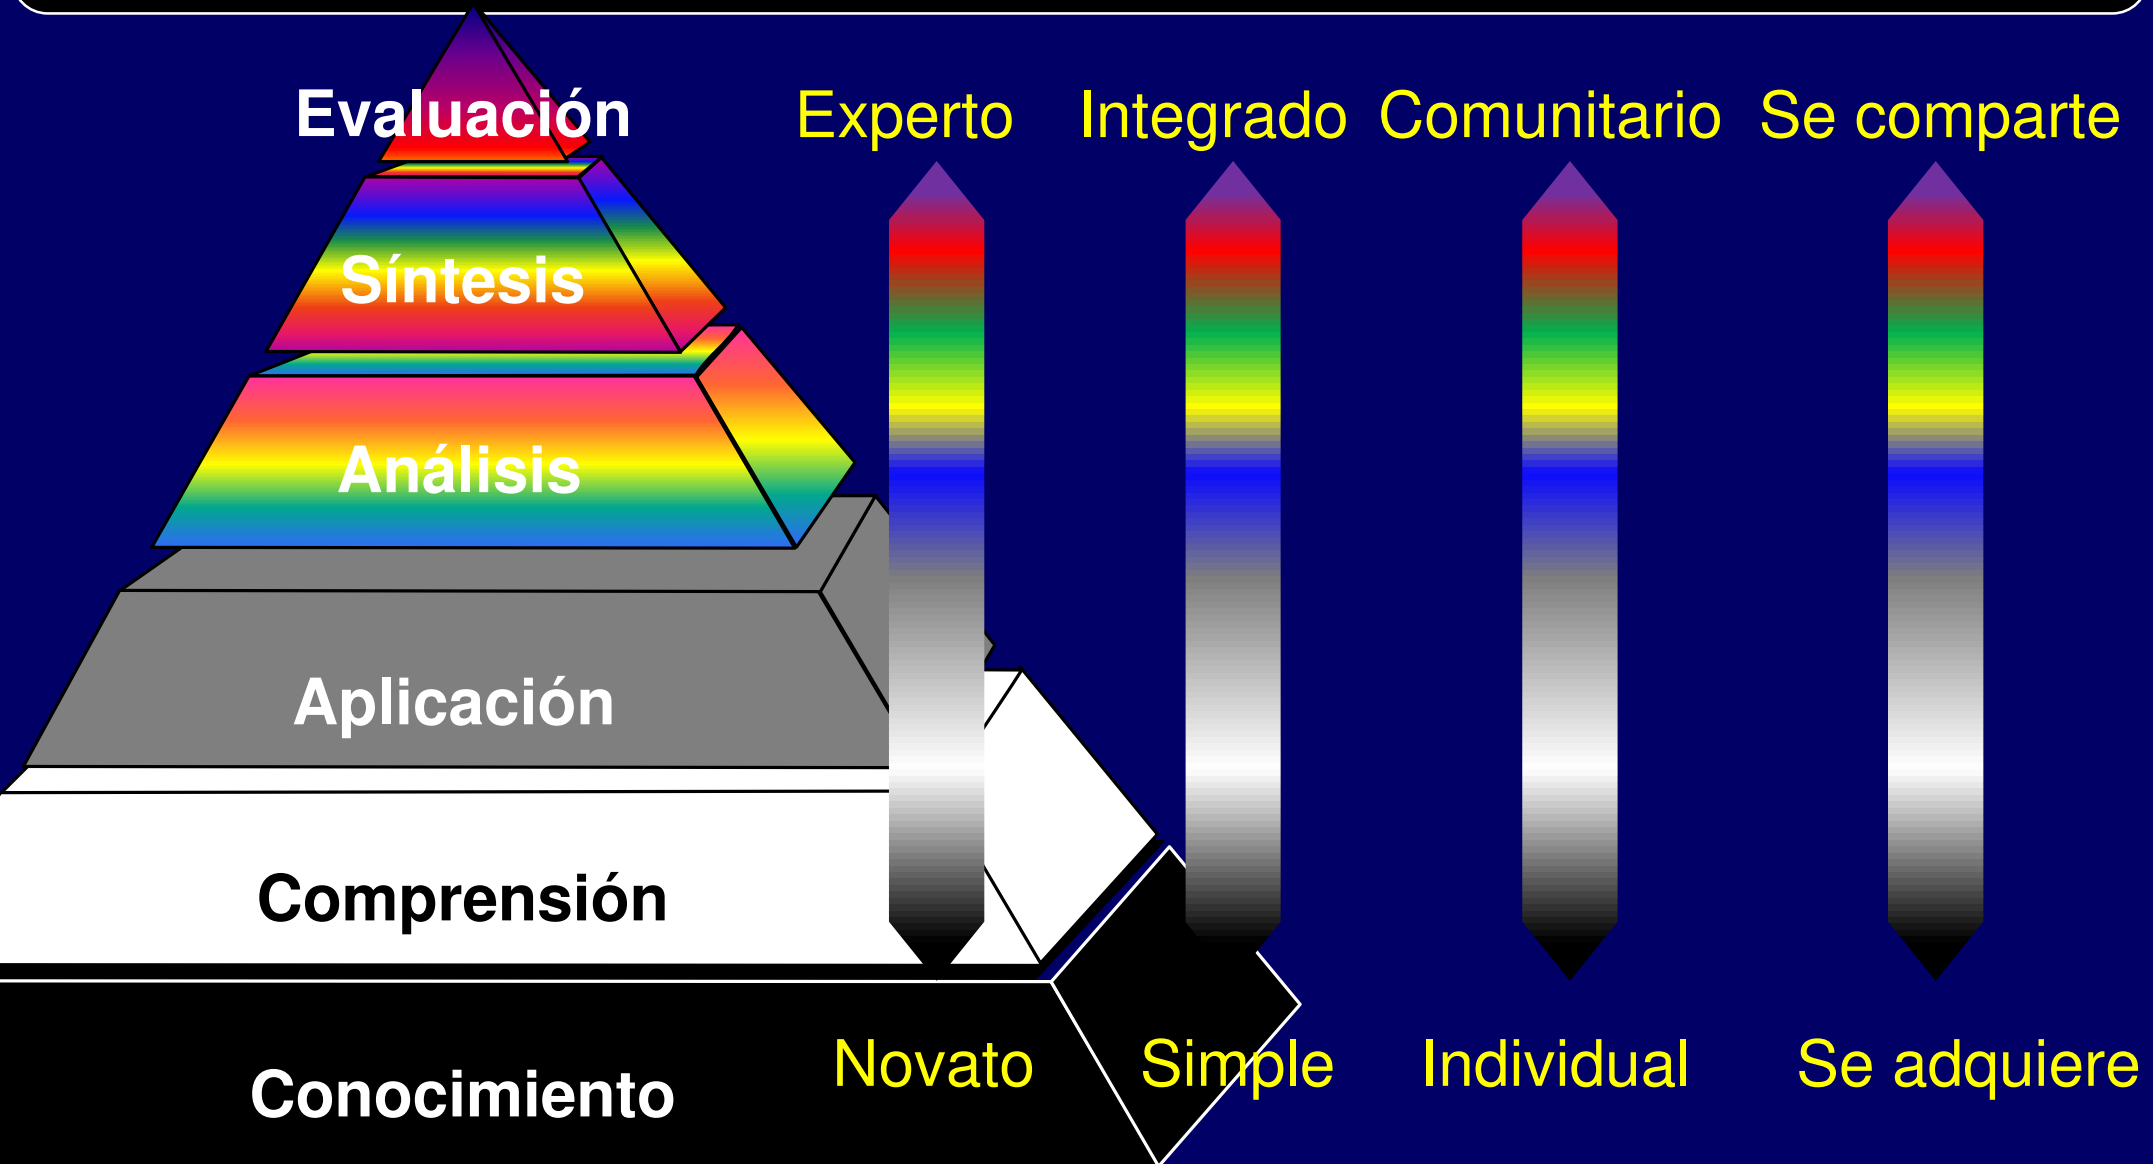 Evaluación
Experto
Integrado
Comunitario
Se comparte
Síntesis
Análisis
Aplicación
Comprensión
Conocimiento
Novato
Simple
Individual
Se adquiere